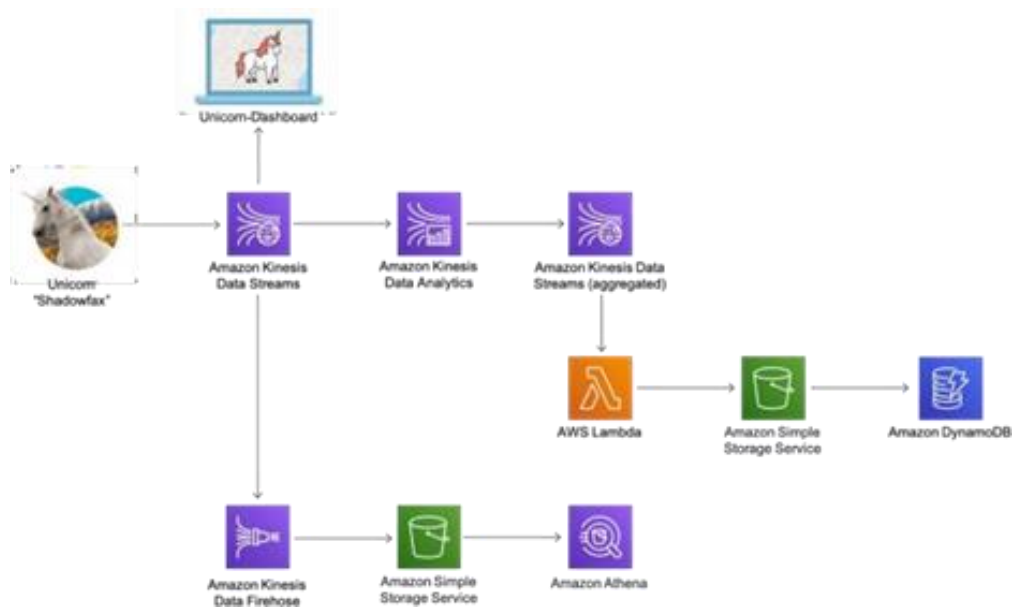 Unicorn-Dashboard
Unicorn
"Shadowfax"
Amazon Kinesis
Data Streams
Amazon Kinesis
Data Analytics
Amazon Kinesis Data
Streams (aggregated)
AWS Lambda
Amazon Simple
Storage Service
Amazon DynamoDB
Amazon Kinesis
Data Firehose
Amazon Simple
Storage Service
Amazon Athena